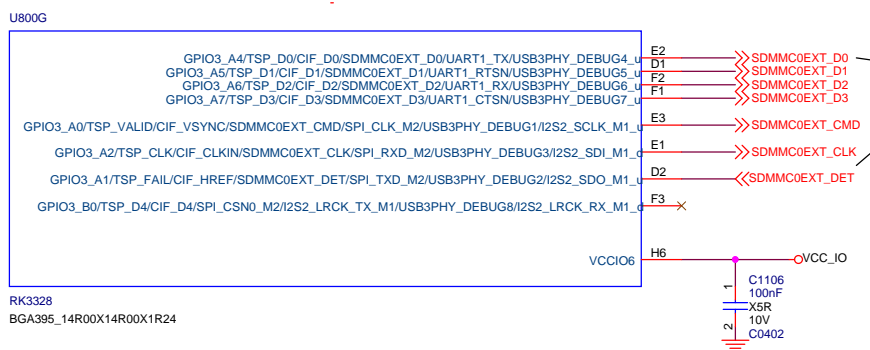 U800G
GPIO3_A4/TSP_D0/CIF_D0/SDMMC0EXT_D0/UART1_TX/USB3PHY_DEBUG4_u E2 SDMMC0EXT_D0
GPIO3_A5/TSP_D1/CIF_D1/SDMMC0EXT_D1/UART1_RTSN/USB3PHY_DEBUG5_u D1 SDMMC0EXT_D1
GPIO3_A6/TSP_D2/CIF_D2/SDMMC0EXT_D2/UART1_RX/USB3PHY_DEBUG6_u F2 SDMMC0EXT_D2
GPIO3_A7/TSP_D3/CIF_D3/SDMMC0EXT_D3/UART1_CTSN/USB3PHY_DEBUG7_u F1 SDMMC0EXT_D3
GPIO3_A0/TSP_VALID/CIF_VSYNC/SDMMC0EXT_CMD/SPI_CLK_M2/USB3PHY_DEBUG1/I2S2_SCLK_M1_u E3 SDMMC0EXT_CMD
GPIO3_A2/TSP_CLK/CIF_CLKIN/SDMMC0EXT_CLK/SPI_RXD_M2/USB3PHY_DEBUG3/I2S2_SDI_M1_d E1 SDMMC0EXT_CLK
GPIO3_A1/TSP_FAIL/CIF_HREF/SDMMC0EXT_DET/SPI_TXD_M2/USB3PHY_DEBUG2/I2S2_SDO_M1_u D2 SDMMC0EXT_DET
GPIO3_B0/TSP_D4/CIF_D4/SPI_CSN0_M2/I2S2_LRCK_TX_M1/USB3PHY_DEBUG8/I2S2_LRCK_RX_M1_d F3
VCCIO6 H6 VCC_IO
RK3328
BGA395_14R00X14R00X1R24
1
2
C1106
100nF
X5R
10V
C0402